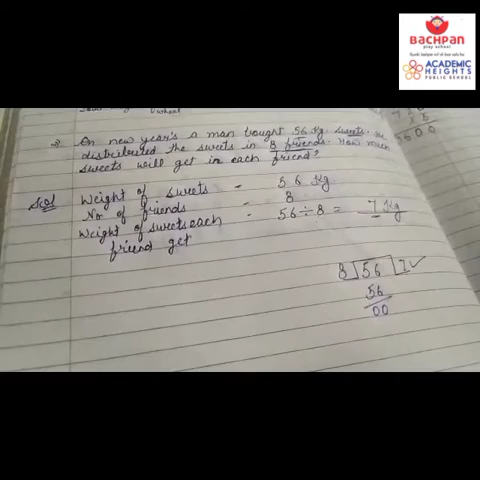 BACHPAN
play school
ACADEMIC
HEIGHTS
PUBLIC SCHOOL
On new year's a man bought 56 Kg. sweets. He
distributed the sweets in 8 friends. How much
sweets will get in each friend?
Sol Weight of sweets - 56 Kg.
No of friends - 8
Weight of sweets each - 56÷8 = 7 Kg
friend get
8 56 7
56
00